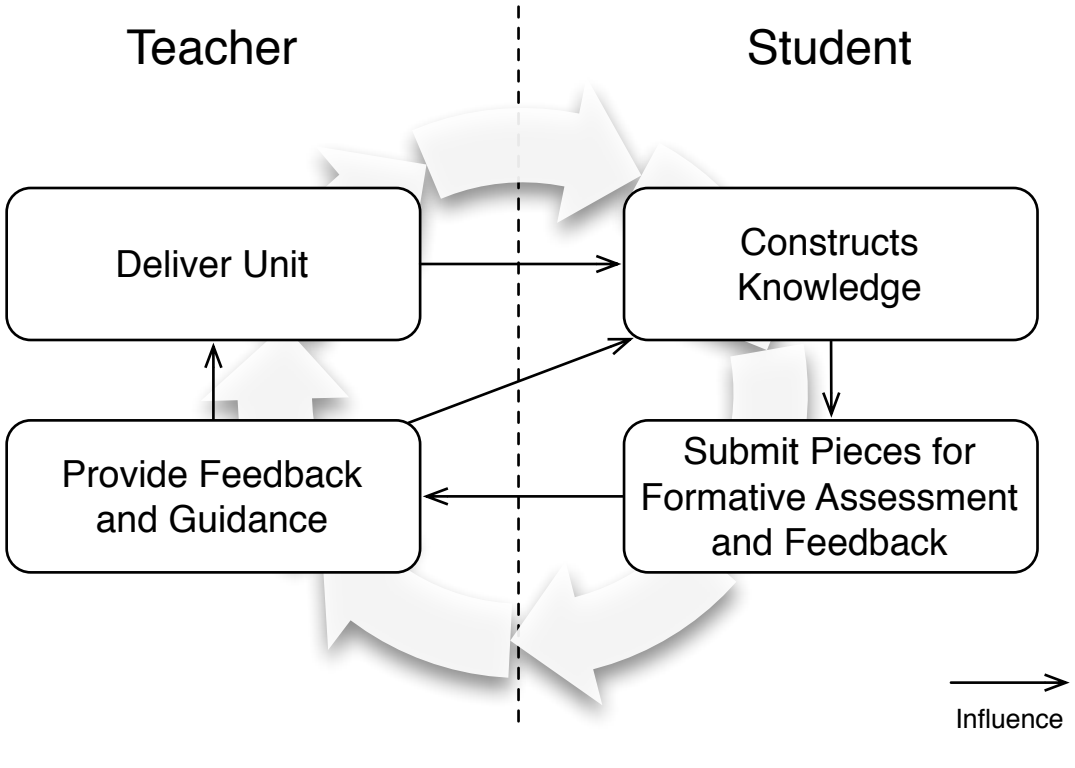 Teacher
Student
Deliver Unit
Constructs
Knowledge
Provide Feedback
and Guidance
Submit Pieces for
Formative Assessment
and Feedback
Influence